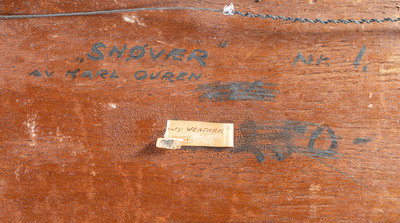 „SNØVÆR" NR. 1.
AV KARL OUREN
WEATHER"